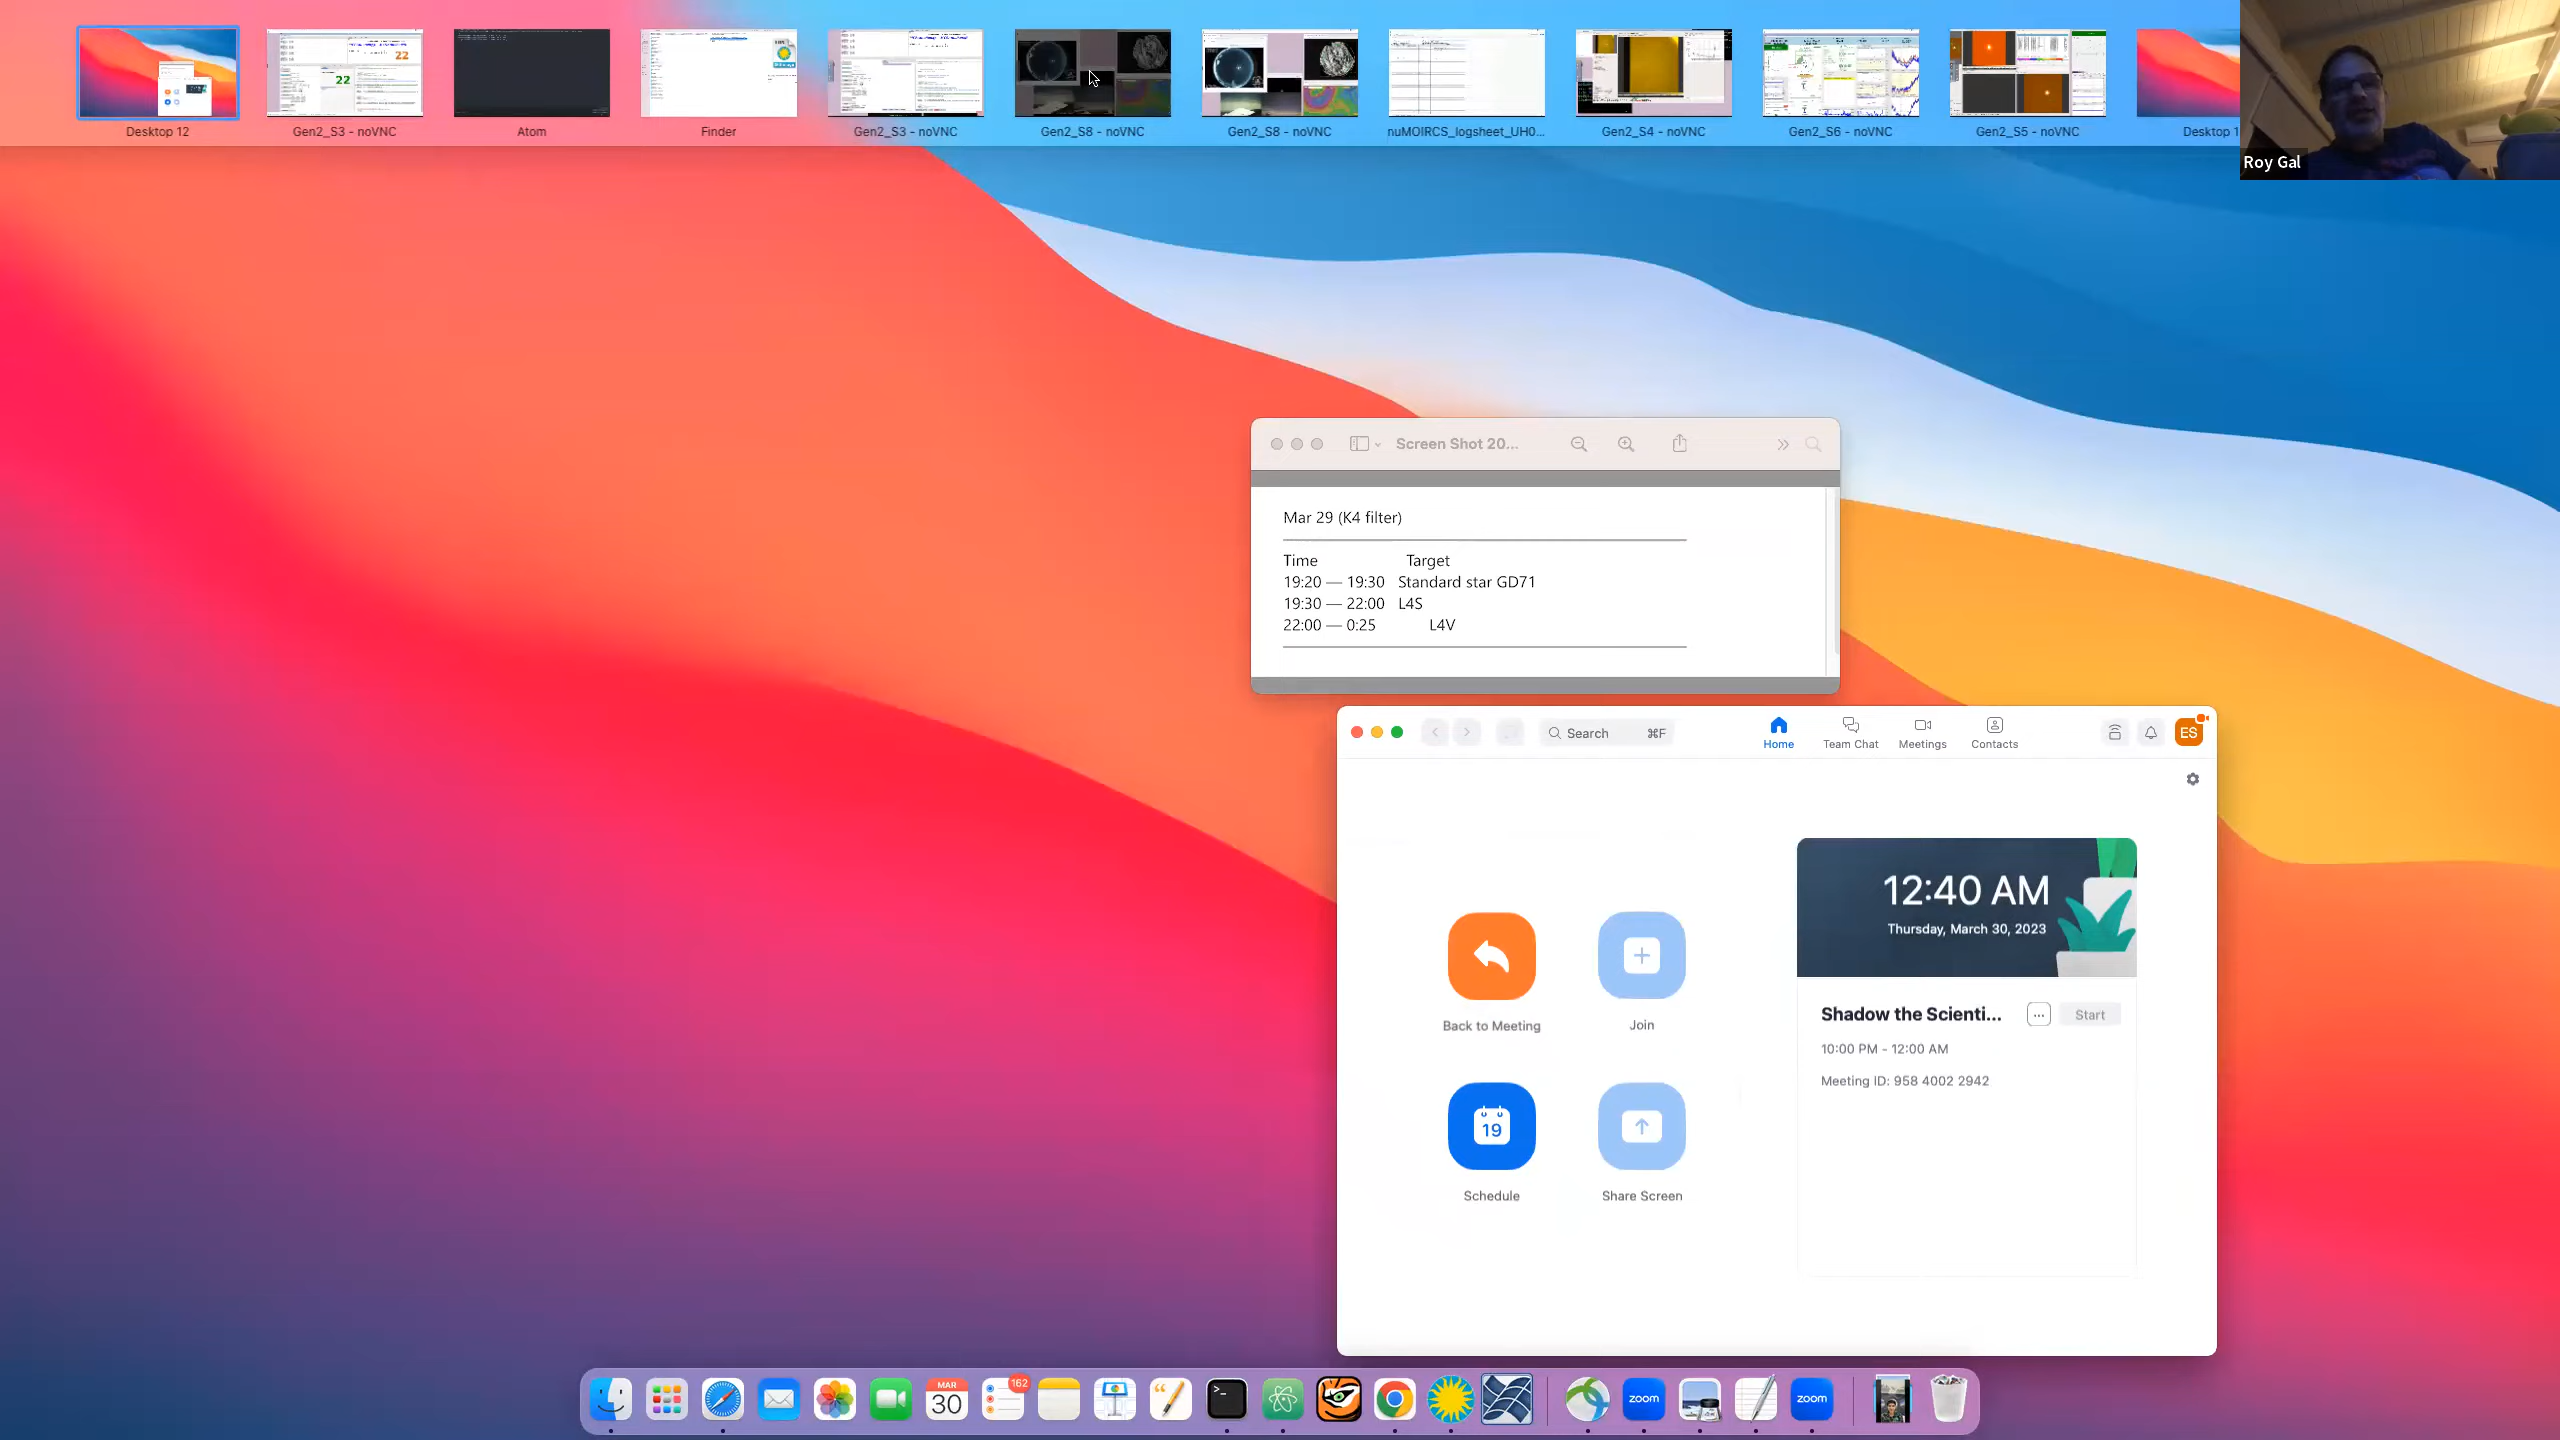 Desktop 12
Gen2_S3 - noVNC
Atom
Finder
Gen2_S3 - noVNC
Gen2_S8 - noVNC
Gen2_S8 - noVNC
nuMOIRCS_logsheet_UH0...
Gen2_S4 - noVNC
Gen2_S6 - noVNC
Gen2_S5 - noVNC
Desktop 1
22
22
Roy Gal
Screen Shot 20...
Mar 29 (K4 filter)
Time Target
19:20 — 19:30 Standard star GD71
19:30 — 22:00 L4S
22:00 — 0:25 L4V
Search ⌘F
Home
Team Chat
Meetings
Contacts
ES
12:40 AM
Thursday, March 30, 2023
Back to Meeting
Join
Shadow the Scienti...
Start
10:00 PM - 12:00 AM
Meeting ID: 958 4002 2942
19
Schedule
Share Screen
MAR
30
162
zoom
zoom